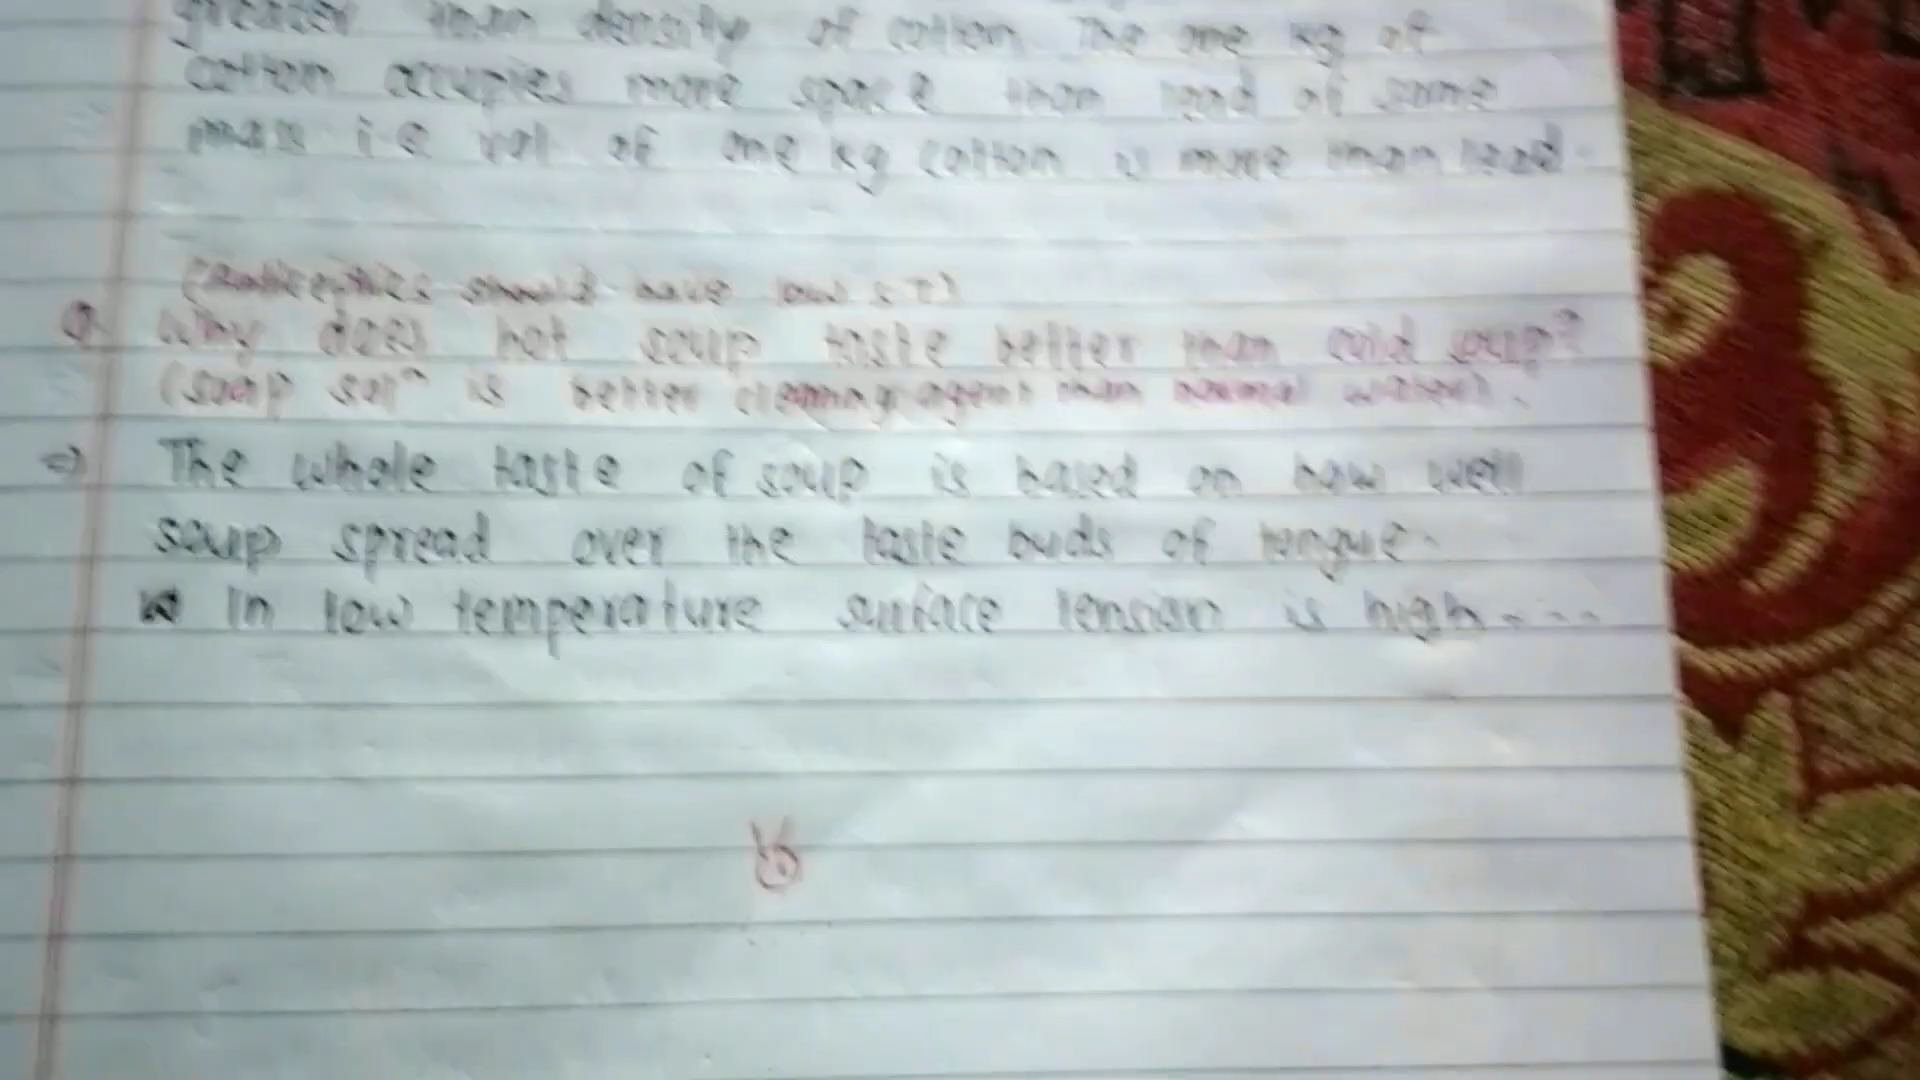 greater than density of cotton. The one kg of
cotton occupies more space than lead of same
mass i.e vol of one kg cotton is more than lead.
(Antiseptics should have low S.T)
Q. Why does hot soup taste better than cold soup?
(Soap solⁿ is better cleaning agent than normal water).
=> The whole taste of soup is based on how well
soup spread over the taste buds of tongue.
In low temperature surface tension is high....